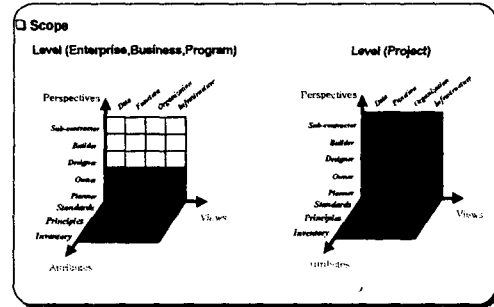 Scope
Level (Enterprise,Business,Program)
Level (Project)
Perspectives
Data
Function
Organization
Infrastructure
Sub-contractor
Builder
Designer
Owner
Planner
Standards
Principles
Inventory
Views
Attributes
Perspectives
Data
Function
Organization
Infrastructure
Sub-contractor
Builder
Designer
Owner
Planner
Standards
Principles
Inventory
Views
Attributes